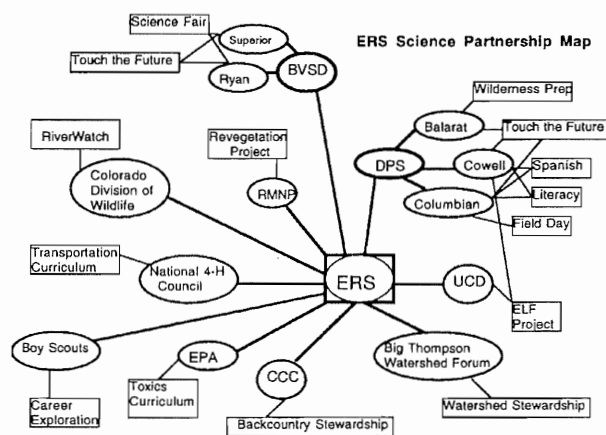 Science Fair
Superior
ERS Science Partnership Map
Touch the Future
Ryan
BVSD
Wilderness Prep
Balarat
Touch the Future
RiverWatch
Revegetation
Project
DPS
Cowell
Spanish
Colorado
Division of
Wildlife
RMNP
Columbian
Literacy
Field Day
Transportation
Curriculum
National 4-H
Council
ERS
UCD
ELF
Project
Boy Scouts
EPA
CCC
Big Thompson
Watershed Forum
Toxics
Curriculum
Career
Exploration
Backcountry Stewardship
Watershed Stewardship